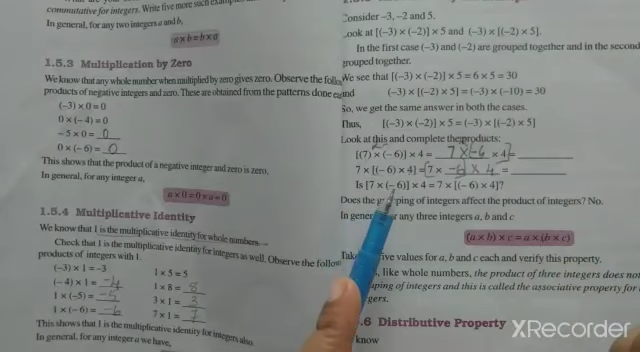 commutative for integers. Write five more such
In general, for any two integers a and b,
a × b = b × a
1.5.3 Multiplication by Zero
We know that any whole number when multiplied by zero gives zero. Observe the follo
products of negative integers and zero. These are obtained from the patterns done ea
(–3) × 0 = 0
0 × (–4) = 0
– 5 × 0 = 0
0 × (–6) = 0
This shows that the product of a negative integer and zero is zero.
In general, for any integer a,
a × 0 = 0 × a = 0
1.5.4 Multiplicative Identity
We know that 1 is the multiplicative identity for whole numbers.
Check that 1 is the multiplicative identity for integers as well. Observe the follow
products of integers with 1.
(–3) × 1 = –3
1 × 5 = 5
(–4) × 1 = -4
1 × 8 = 8
1 × (–5) = -5
3 × 1 = 3
1 × (–6) = -6
7 × 1 = 7
This shows that 1 is the multiplicative identity for integers also.
In general, for any integer a we have,
Consider –3, –2 and 5.
Look at [(–3) × (–2)] × 5 and (–3) × [(–2) × 5].
In the first case (–3) and (–2) are grouped together and in the second
grouped together.
We see that [(–3) × (–2)] × 5 = 6 × 5 = 30
and (–3) × [(–2) × 5] = (–3) × (–10) = 30
So, we get the same answer in both the cases.
Thus, [(–3) × (–2)] × 5 = (–3) × [(–2) × 5]
Look at this and complete the products:
[(7) × (–6)] × 4 = 7 × [-6 × 4] =
7 × [(–6) × 4] = [7 × -6] × 4 =
Is [7 × (–6)] × 4 = 7 × [(–6) × 4]?
Does the ping of integers affect the product of integers? No.
In gener any three integers a, b and c
(a × b) × c = a × (b × c)
Take ve values for a, b and c each and verify this property.
, like whole numbers, the product of three integers does no
ping of integers and this is called the associative property for
gers.
6 Distributive Property
know
XRecorder